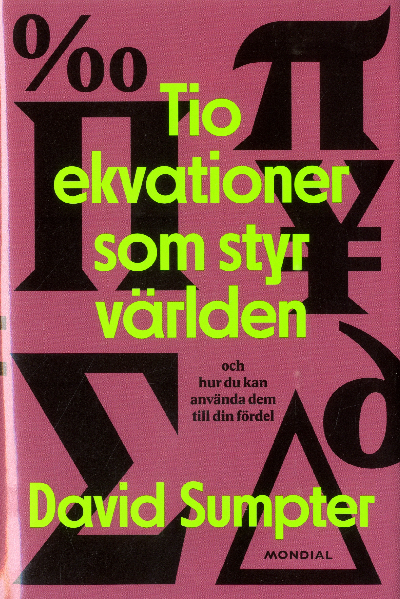 ‰
Π
π
¥
Σ
∂
Δ
Tio
ekvationer
som styr
världen
och
hur du kan
använda dem
till din fördel
David Sumpter
MONDIAL